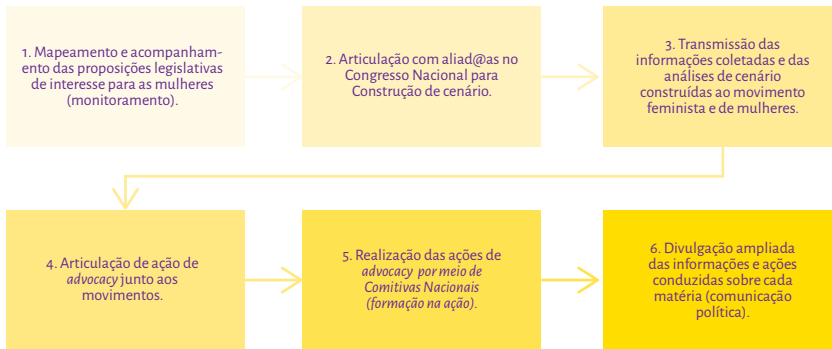 1. Mapeamento e acompanham-
ento das proposições legislativas
de interesse para as mulheres
(monitoramento).
2. Articulação com aliad@as no
Congresso Nacional para
Construção de cenário.
3. Transmissão das
informações coletadas e das
análises de cenário
construídas ao movimento
feminista e de mulheres.
4. Articulação de ação de
advocacy junto aos
movimentos.
5. Realização das ações de
advocacy por meio de
Comitivas Nacionais
(formação na ação).
6. Divulgação ampliada
das informações e ações
conduzidas sobre cada
matéria (comunicação
política).